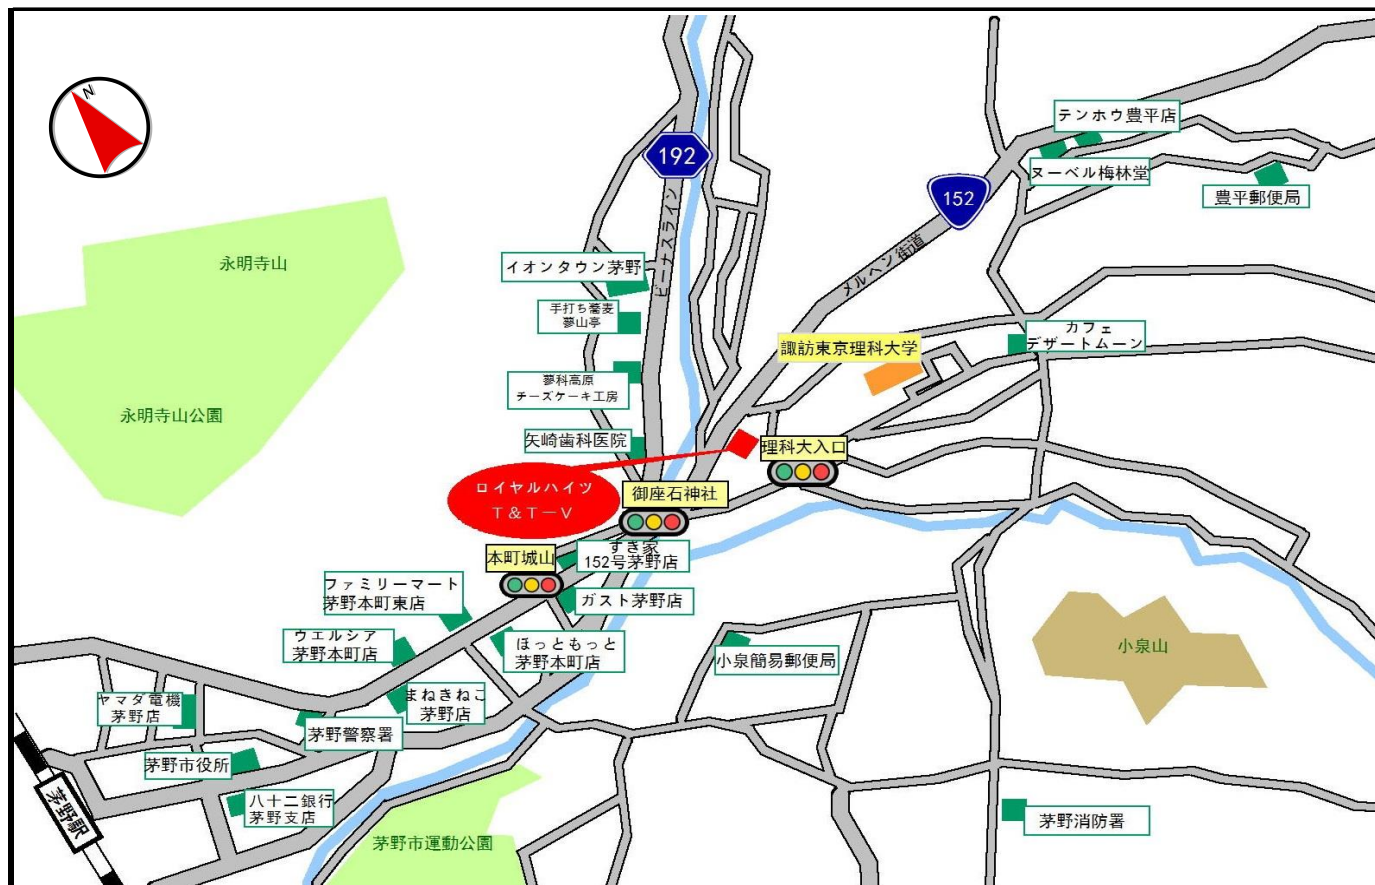 N
テンホウ豊平店
192
ヌーベル梅林堂
152
豊平郵便局
ビーナスライン
メルヘン街道
永明寺山
イオンタウン茅野
手打ち蕎麦
夢山亭
カフェ
デザートムーン
諏訪東京理科大学
蓼科高原
チーズケーキ工房
永明寺山公園
矢崎歯科医院
理科大入口
ロイヤルハイツ
T&T-V
御座石神社
本町城山
すき家
152号茅野店
ファミリーマート
茅野本町東店
ガスト茅野店
ウエルシア
茅野本町店
ほっともっと
茅野本町店
小泉簡易郵便局
小泉山
ヤマダ電機
茅野店
まねきねこ
茅野店
茅野警察署
茅野市役所
八十二銀行
茅野支店
茅野駅
茅野市運動公園
茅野消防署